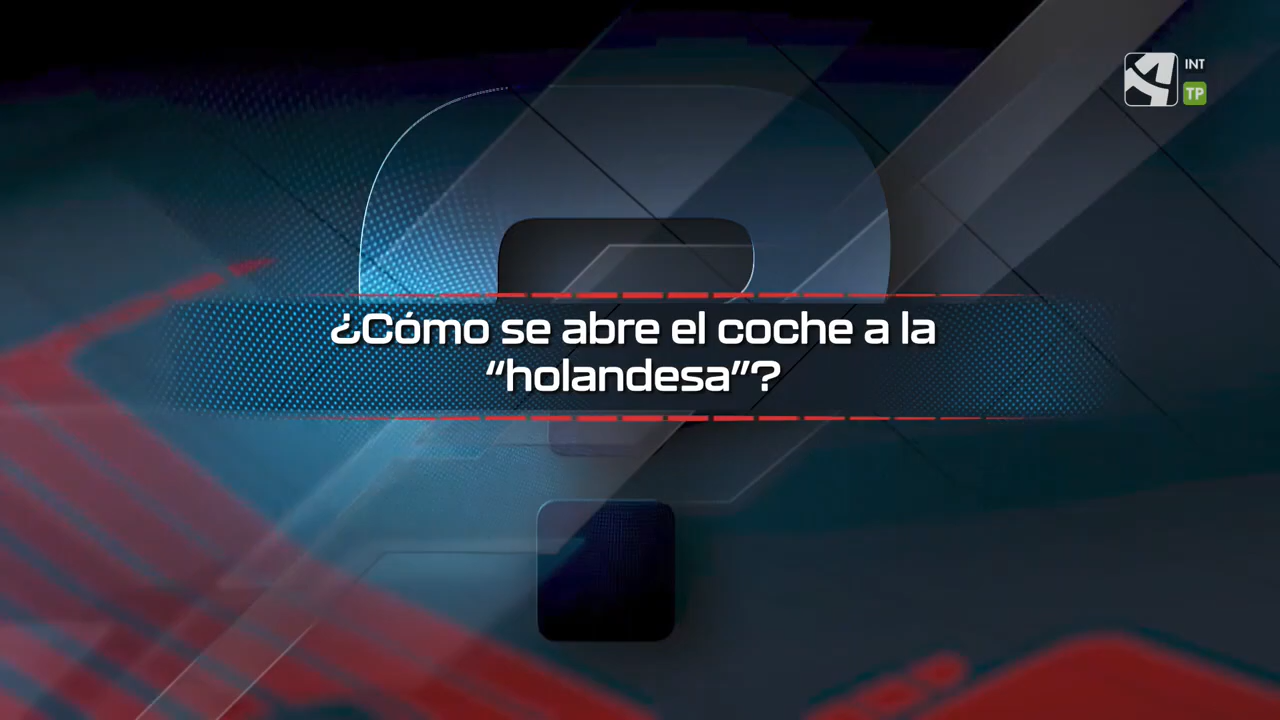 INT
TP
¿Cómo se abre el coche a la
“holandesa”?